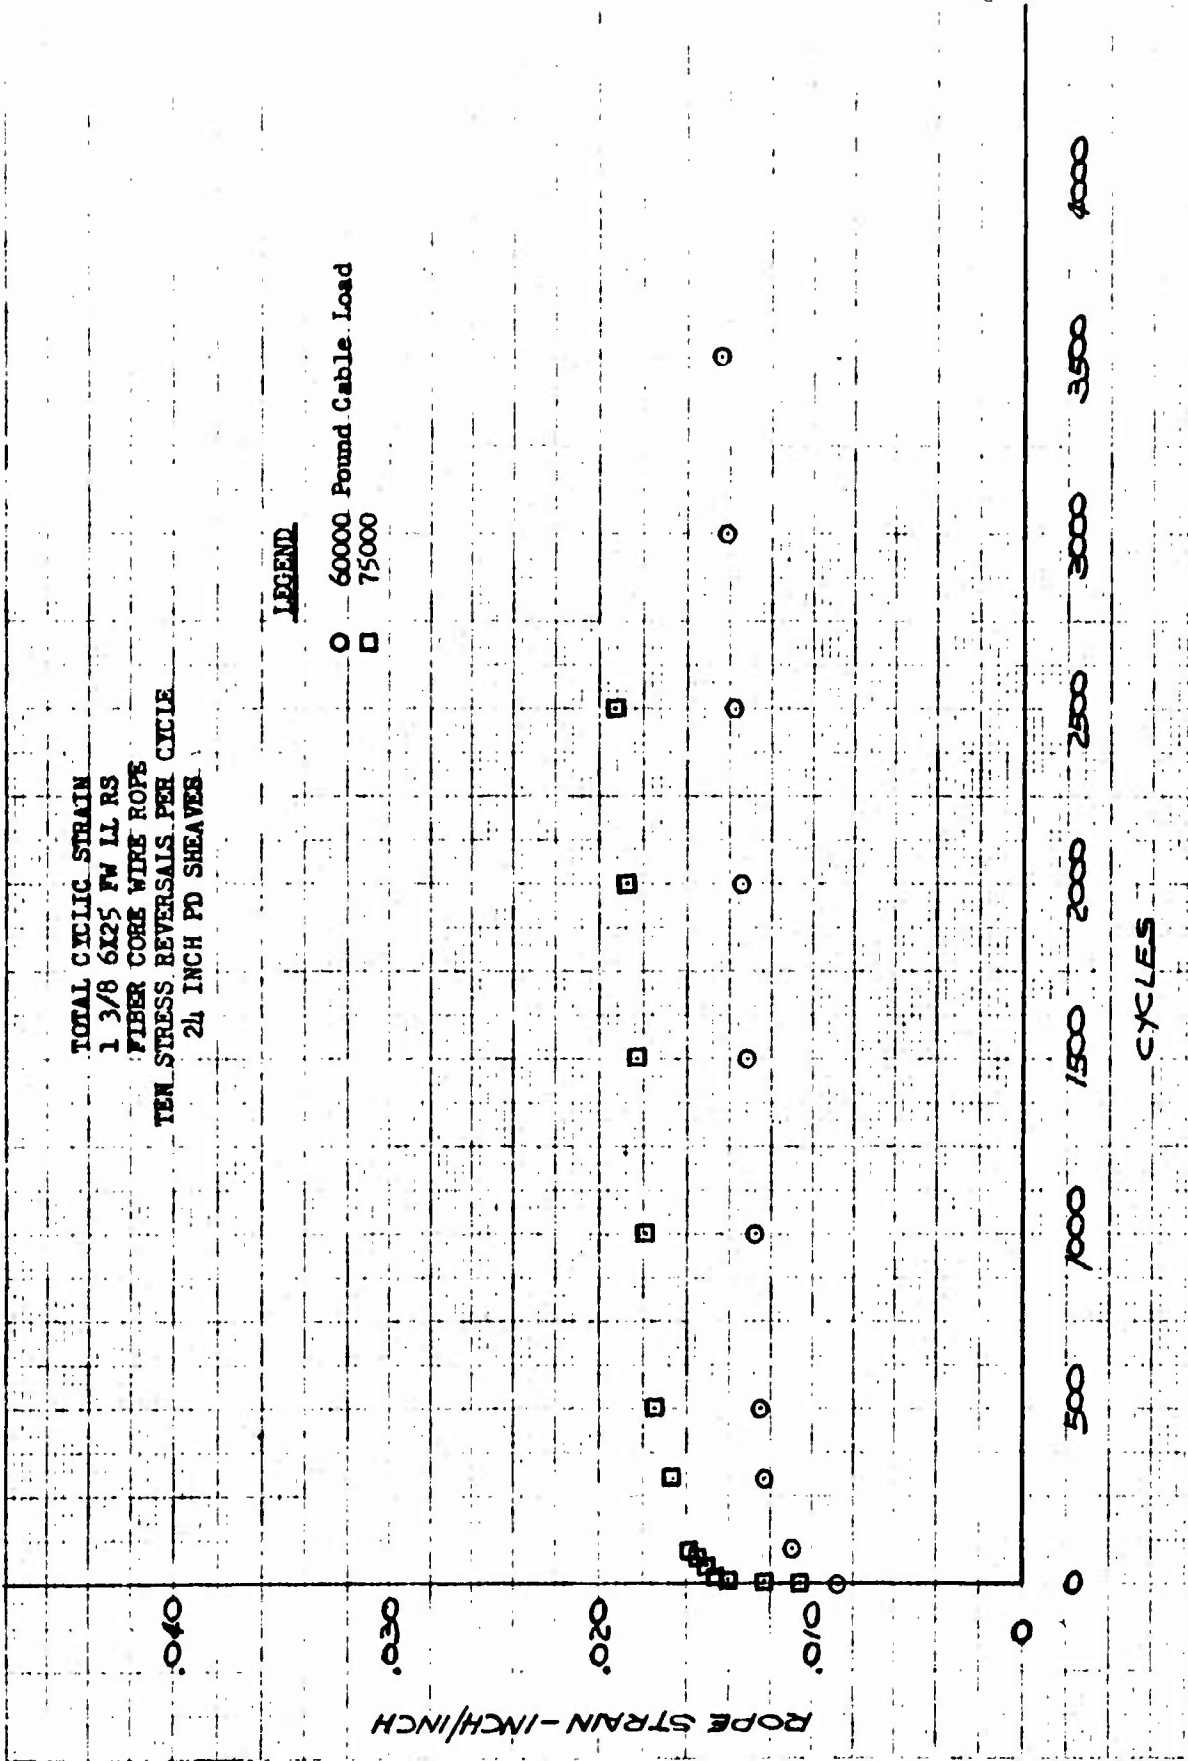 TOTAL CYCLIC STRAIN
1 3/8 6X25 FW LL RS
FIBER CORE WIRE ROPE
TEN STRESS REVERSALS PER CYCLE
24 INCH PD SHEAVES
LEGEND
60000 Pound Cable Load
75000
.040
.030
.020
.010
0
ROPE STRAIN-INCH/INCH
0 500 1000 1500 2000 2500 3000 3500 4000
CYCLES